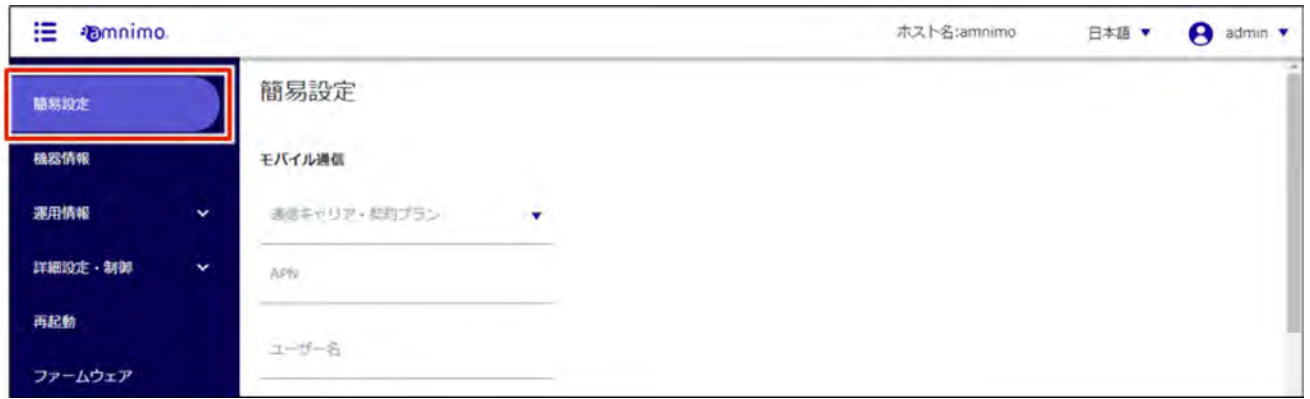 amnimo.
ホスト名:amnimo
日本語
admin
簡易設定
機器情報
運用情報
詳細設定・制御
再起動
ファームウェア
簡易設定
モバイル通信
通信キャリア・契約プラン
APN
ユーザー名